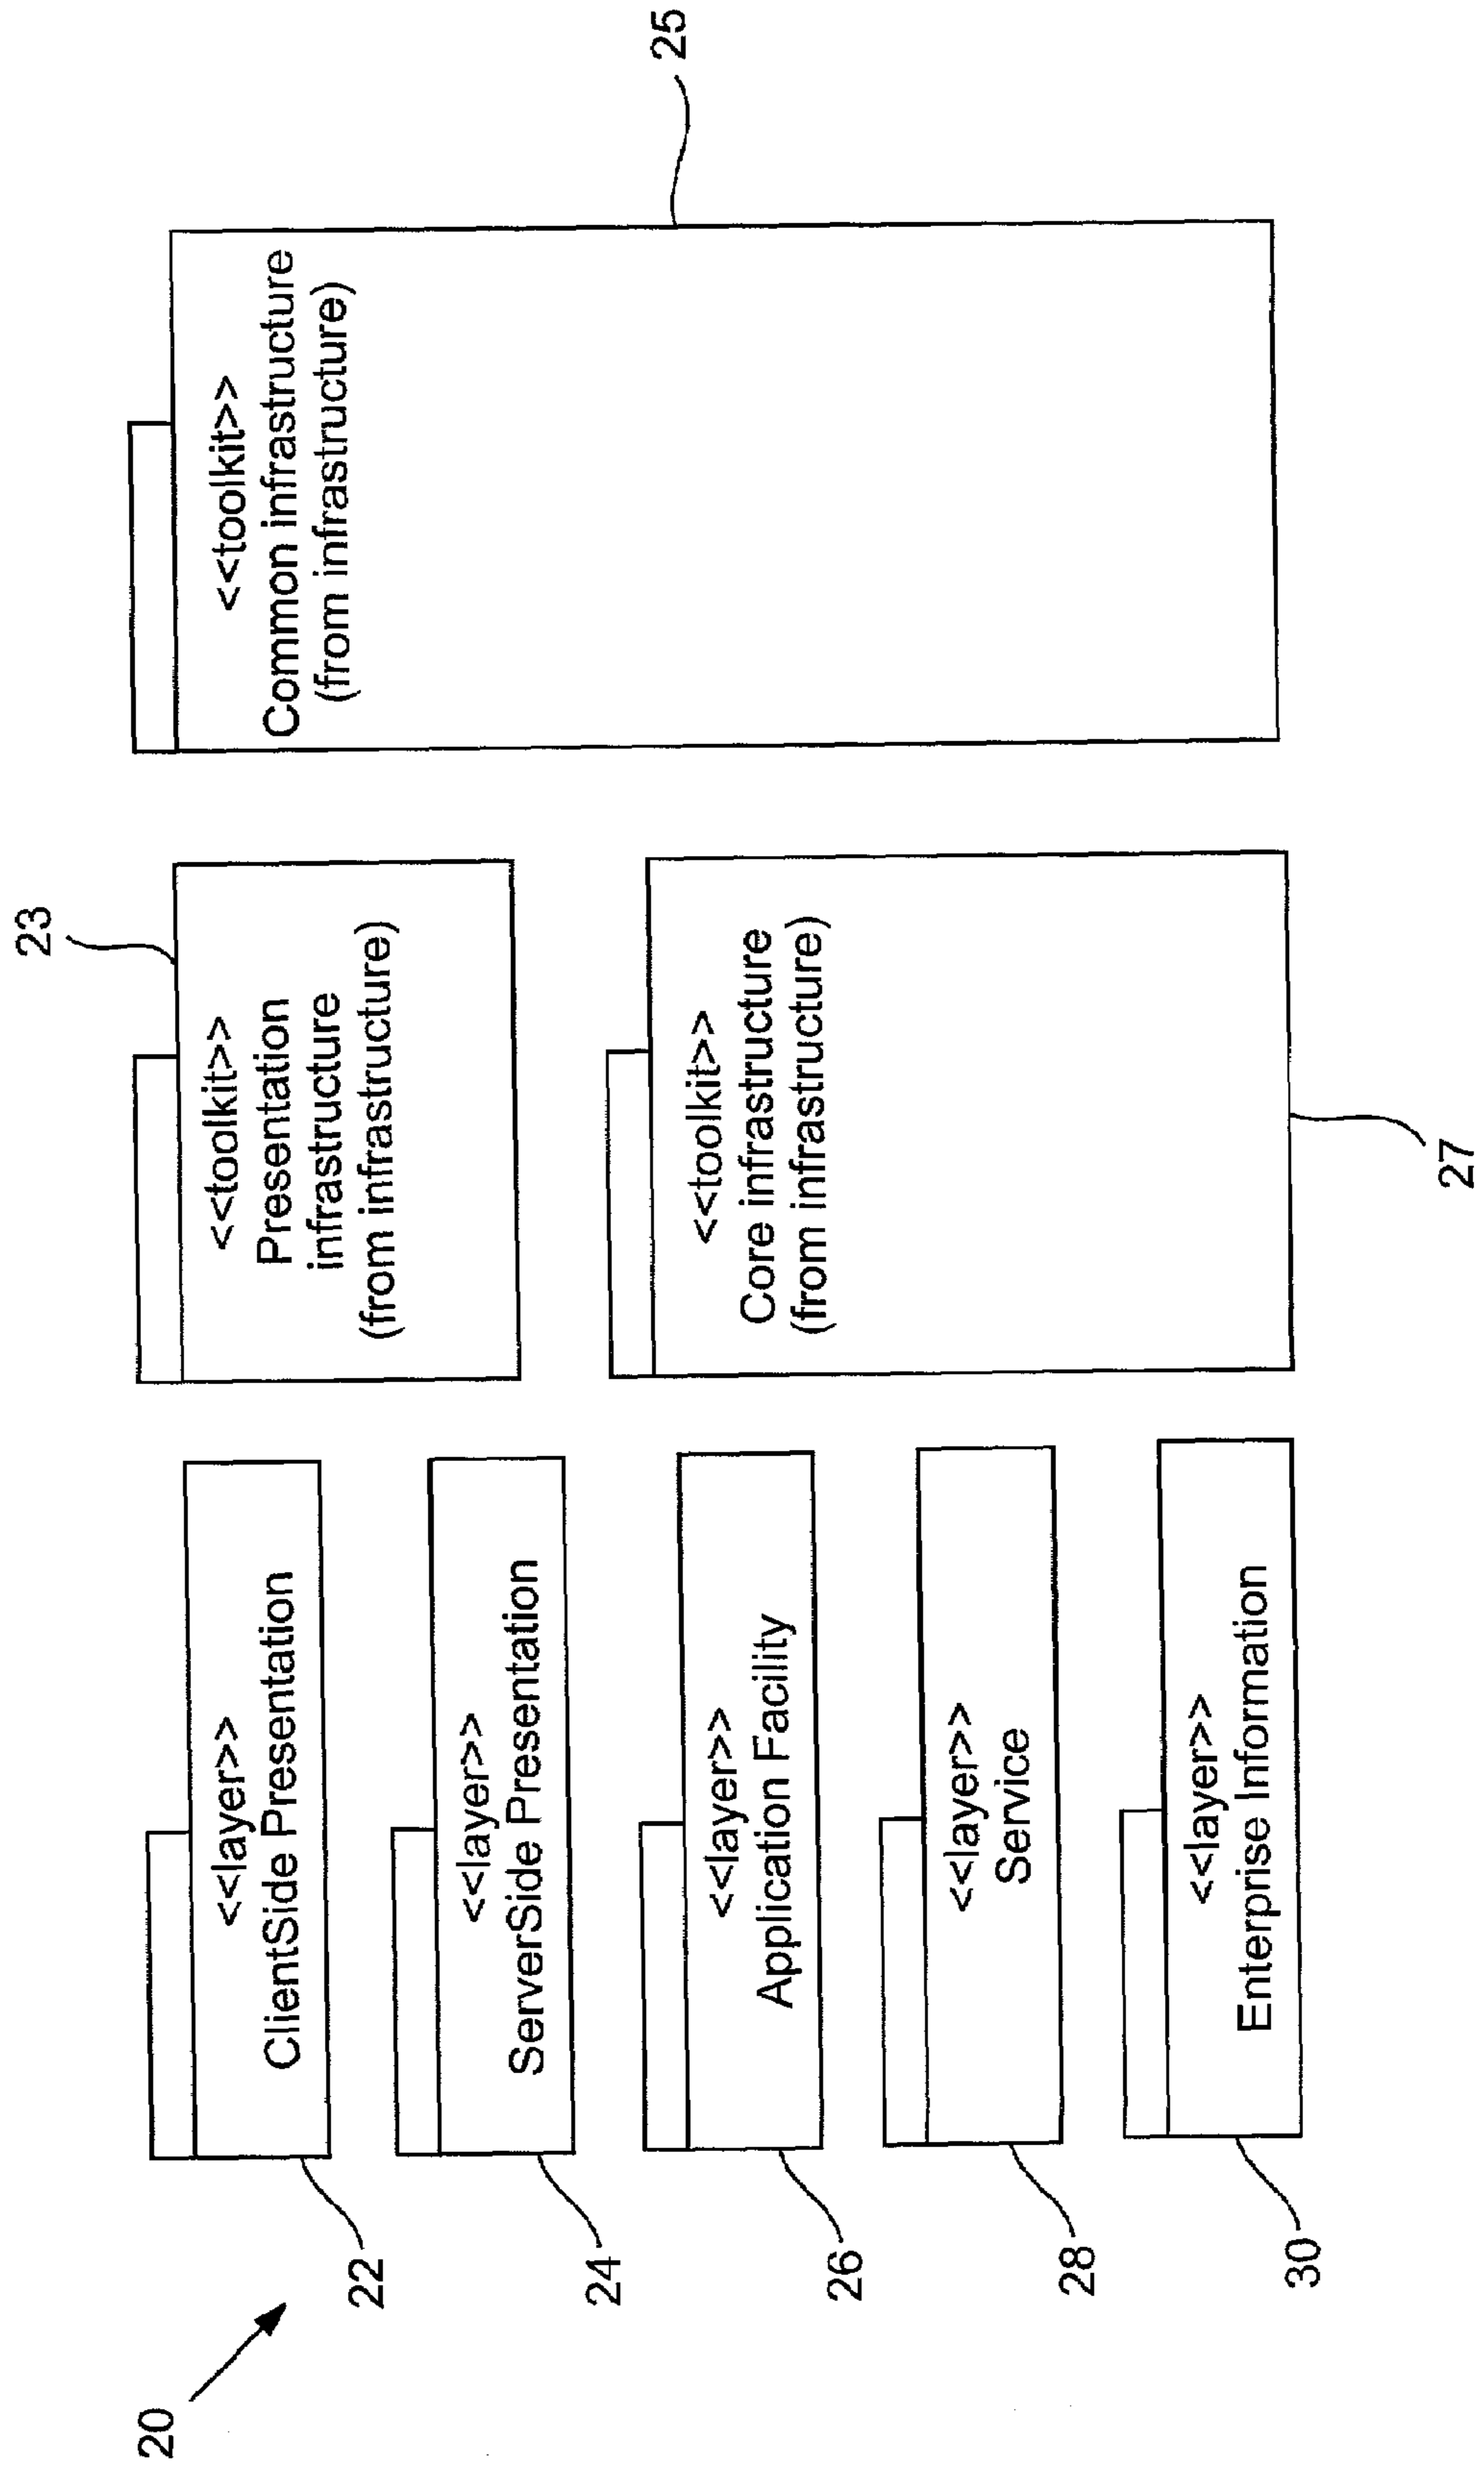 20
22
<<layer>>
ClientSide Presentation
24
<<layer>>
ServerSide Presentation
26
<<layer>>
Application Facility
28
<<layer>>
Service
30
<<layer>>
Enterprise Information
23
<<toolkit>>
Presentation
infrastructure
(from infrastructure)
<<toolkit>>
Core infrastructure
(from infrastructure)
27
<<toolkit>>
Common infrastructure
(from infrastructure)
25